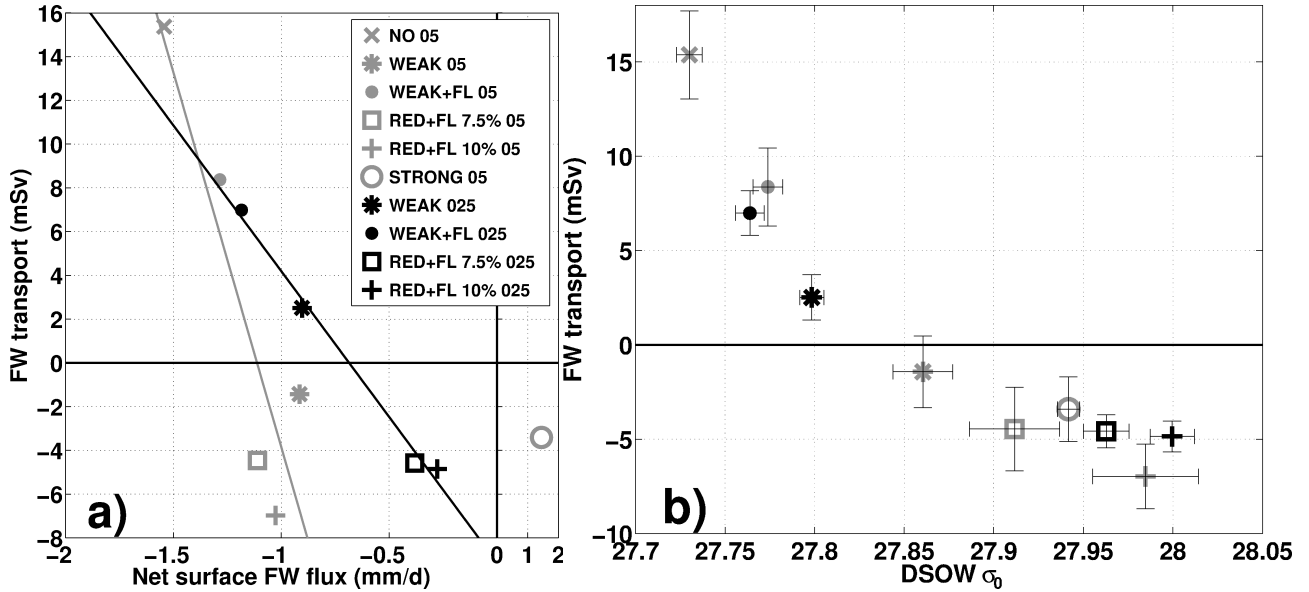 16
14
12
10
8
6
4
2
0
−2
−4
−6
−8
FW transport (mSv)
−2
−1.5
−1
−0.5
0
1
2
Net surface FW flux (mm/d)
NO 05
WEAK 05
WEAK+FL 05
RED+FL 7.5% 05
RED+FL 10% 05
STRONG 05
WEAK 025
WEAK+FL 025
RED+FL 7.5% 025
RED+FL 10% 025
a)
15
10
5
0
−5
−10
FW transport (mSv)
27.7
27.75
27.8
27.85
27.9
27.95
28
28.05
DSOW σ₀
b)